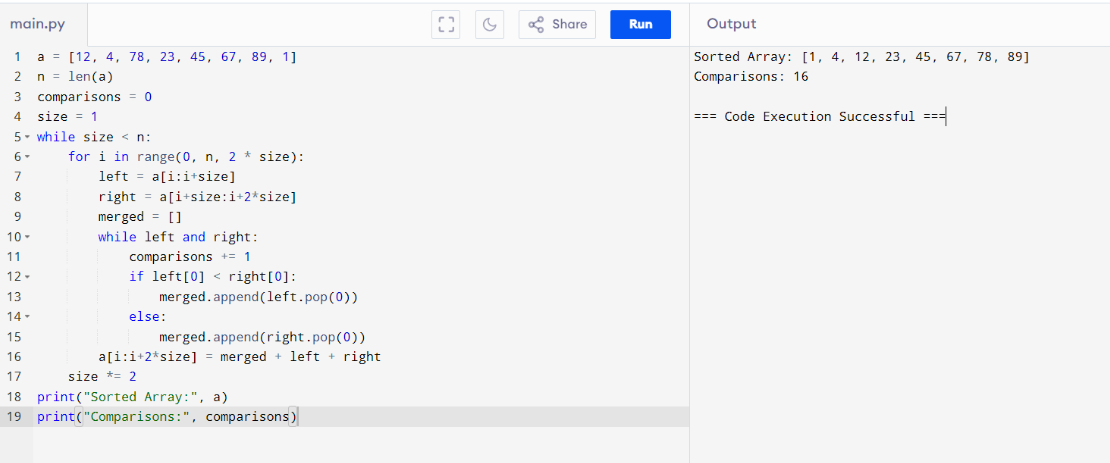 main.py
Share
Run
Output
1 a = [12, 4, 78, 23, 45, 67, 89, 1]
2 n = len(a)
3 comparisons = 0
4 size = 1
5 while size < n:
6     for i in range(0, n, 2 * size):
7         left = a[i:i+size]
8         right = a[i+size:i+2*size]
9         merged = []
10         while left and right:
11             comparisons += 1
12             if left[0] < right[0]:
13                 merged.append(left.pop(0))
14             else:
15                 merged.append(right.pop(0))
16         a[i:i+2*size] = merged + left + right
17     size *= 2
18 print("Sorted Array:", a)
19 print("Comparisons:", comparisons)
Sorted Array: [1, 4, 12, 23, 45, 67, 78, 89]
Comparisons: 16
=== Code Execution Successful ===